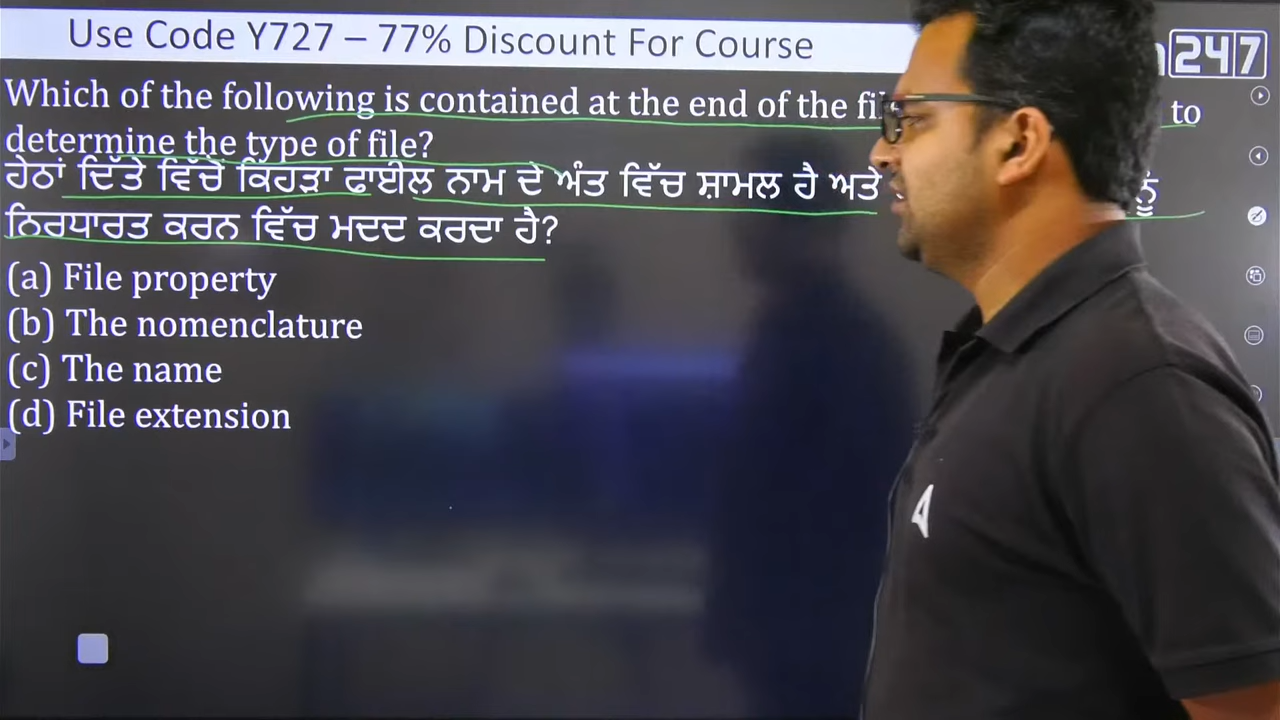 Use Code Y727 – 77% Discount For Course
247
Which of the following is contained at the end of the to
determine the type of file?
ਹੇਠਾਂ ਦਿੱਤੇ ਵਿੱਚੋਂ ਕਿਹੜਾ ਫਾਈਲ ਨਾਮ ਦੇ ਅੰਤ ਵਿੱਚ ਸ਼ਾਮਲ ਹੈ ਅਤੇ ਨੂੰ
ਨਿਰਧਾਰਤ ਕਰਨ ਵਿੱਚ ਮਦਦ ਕਰਦਾ ਹੈ?
(a) File property
(b) The nomenclature
(c) The name
(d) File extension